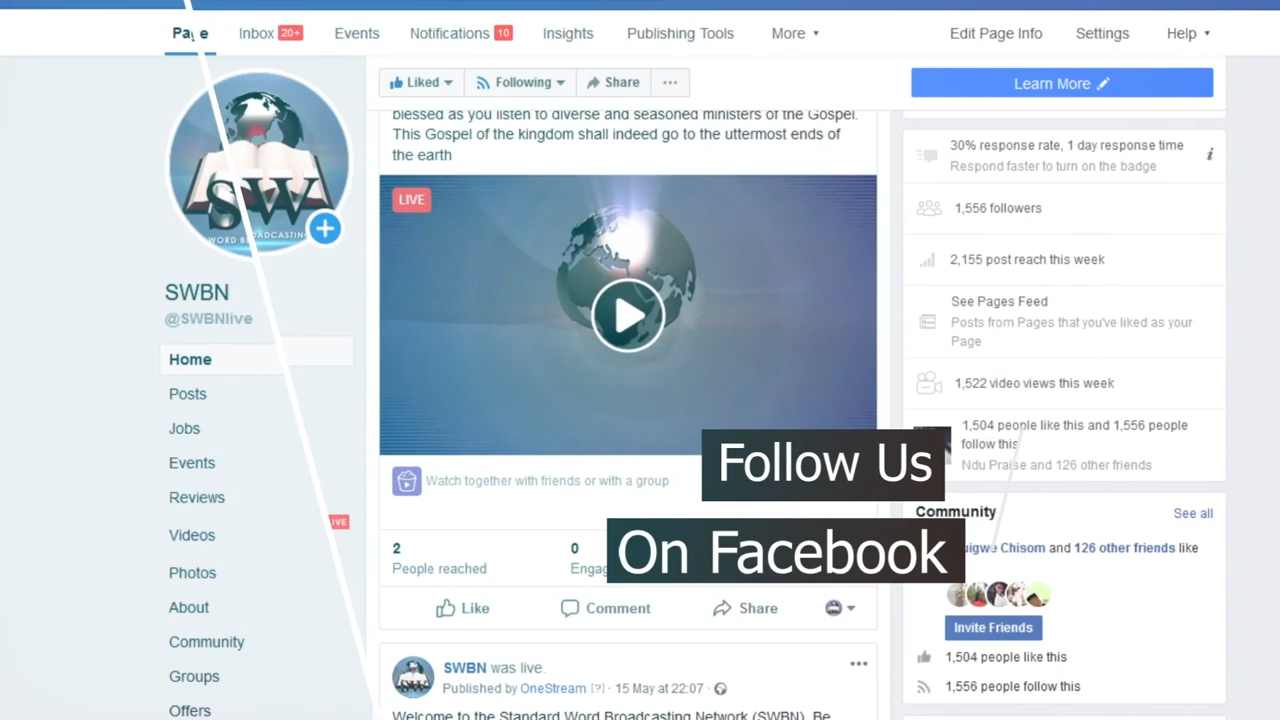 Page
Inbox 20+
Events
Notifications 10
Insights
Publishing Tools
More
Edit Page Info
Settings
Help
Liked
Following
Share
Learn More
SW
WORD BROADCASTING
SWBN
@SWBNlive
Home
Posts
Jobs
Events
Reviews
Videos
LIVE
Photos
About
Community
Groups
Offers
blessed as you listen to diverse and seasoned ministers of the Gospel.
This Gospel of the kingdom shall indeed go to the uttermost ends of
the earth
LIVE
Watch together with friends or with a group
2
People reached
0
Engag
Like
Comment
Share
SWBN was live.
Published by OneStream [?] · 15 May at 22:07 ·
Welcome to the Standard Word Broadcasting Network (SWBN). Be
30% response rate, 1 day response time
Respond faster to turn on the badge
1,556 followers
2,155 post reach this week
See Pages Feed
Posts from Pages that you've liked as your
Page
1,522 video views this week
1,504 people like this and 1,556 people
follow this
Ndu Praise and 126 other friends
Follow Us
On Facebook
Community
See all
uigwe Chisom and 126 other friends like
Invite Friends
1,504 people like this
1,556 people follow this